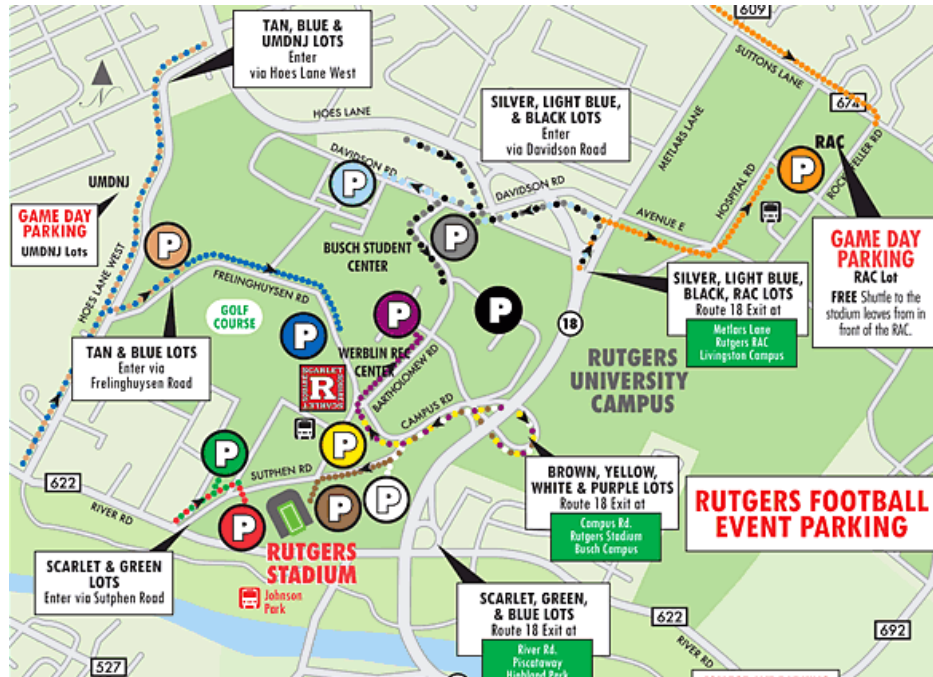 609
TAN, BLUE &
UMDNJ LOTS
Enter
via Hoes Lane West
SUTTONS LANE
674
N
HOES LANE
SILVER, LIGHT BLUE,
& BLACK LOTS
Enter
via Davidson Road
METLARS LANE
RAC
ROCKEFELLER RD
DAVIDSON RD
P
P
UMDNJ
DAVIDSON RD
HOSPITAL RD
GAME DAY
PARKING
UMDNJ Lots
AVENUE E
P
BUSCH STUDENT
CENTER
P
GAME DAY
PARKING
RAC Lot
FREE Shuttle to the
stadium leaves from in
front of the RAC.
HOES LANE WEST
FRELINGHUYSEN RD
SILVER, LIGHT BLUE,
BLACK, RAC LOTS
Route 18 Exit at
Metlars Lane
Rutgers RAC
Livingston Campus
GOLF
COURSE
P
P
P
18
TAN & BLUE LOTS
Enter via
Frelinghuysen Road
WERBLIN REC
CENTER
BARTHOLOMEW RD
RUTGERS
UNIVERSITY
CAMPUS
SCARLET
R
CAMPUS RD
P
P
622
SUTPHEN RD
BROWN, YELLOW,
WHITE & PURPLE LOTS
Route 18 Exit at
Campus Rd.
Rutgers Stadium
Busch Campus
RIVER RD
P
P
P
RUTGERS FOOTBALL
EVENT PARKING
RUTGERS
STADIUM
SCARLET & GREEN
LOTS
Enter via Sutphen Road
Johnson
Park
SCARLET, GREEN,
& BLUE LOTS
Route 18 Exit at
River Rd.
Piscataway
Highland Park
622
692
RIVER RD
527